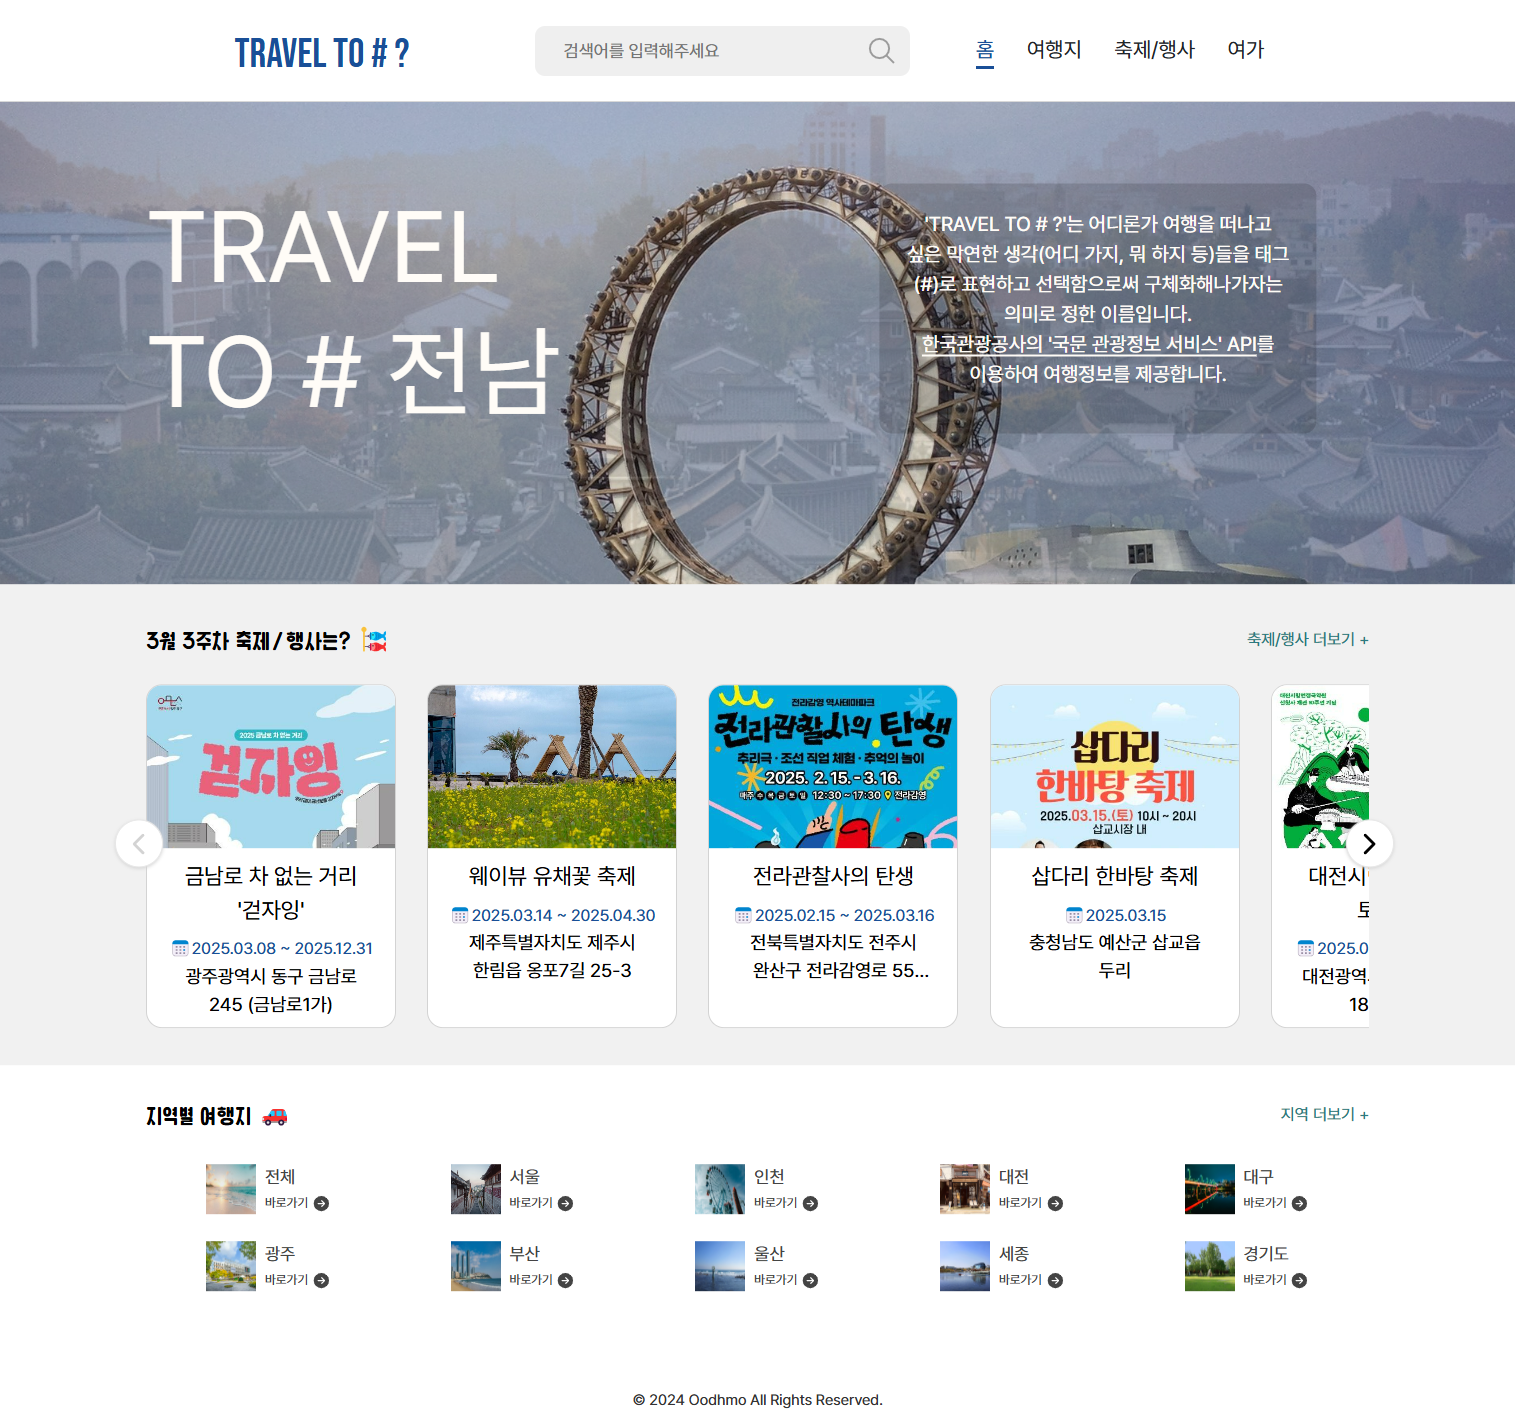 TRAVEL TO # ?
검색어를 입력해주세요
홈 여행지 축제/행사 여가
TRAVEL
TO # 전남
'TRAVEL TO # ?'는 어디론가 여행을 떠나고
싶은 막연한 생각(어디 가지, 뭐 하지 등)들을 태그
(#)로 표현하고 선택함으로써 구체화해나가자는
의미로 정한 이름입니다.
한국관광공사의 '국문 관광정보 서비스' API를
이용하여 여행정보를 제공합니다.
3월 3주차 축제/행사는?
축제/행사 더보기 +
2025 금남로 차 없는 거리
걷자잉
금남로 차 없는 거리
'걷자잉'
2025.03.08 ~ 2025.12.31
광주광역시 동구 금남로
245 (금남로1가)
웨이뷰 유채꽃 축제
2025.03.14 ~ 2025.04.30
제주특별자치도 제주시
한림읍 옹포7길 25-3
전라감영 역사테마파크
전라관찰사의 탄생
추리극 · 조선 직업 체험 · 추억의 놀이
2025. 2. 15. - 3. 16.
매주 수 목 금 토 일 12:30 ~ 17:30 전라감영
전라관찰사의 탄생
2025.02.15 ~ 2025.03.16
전북특별자치도 전주시
완산구 전라감영로 55...
삽다리
한바탕 축제
2025.03.15.(토) 10시 ~ 20시
삽교시장 내
삽다리 한바탕 축제
2025.03.15
충청남도 예산군 삽교읍
두리
대전시
토
2025.0
대전광역
18
지역별 여행지
지역 더보기 +
전체
바로가기
서울
바로가기
인천
바로가기
대전
바로가기
대구
바로가기
광주
바로가기
부산
바로가기
울산
바로가기
세종
바로가기
경기도
바로가기
© 2024 Oodhmo All Rights Reserved.